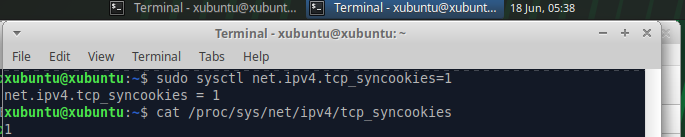 Terminal - xubuntu@xubunt... Terminal - xubuntu@xubunt... 18 Jun, 05:38
Terminal - xubuntu@xubuntu: ~
File Edit View Terminal Tabs Help
xubuntu@xubuntu:~$ sudo sysctl net.ipv4.tcp_syncookies=1
net.ipv4.tcp_syncookies = 1
xubuntu@xubuntu:~$ cat /proc/sys/net/ipv4/tcp_syncookies
1